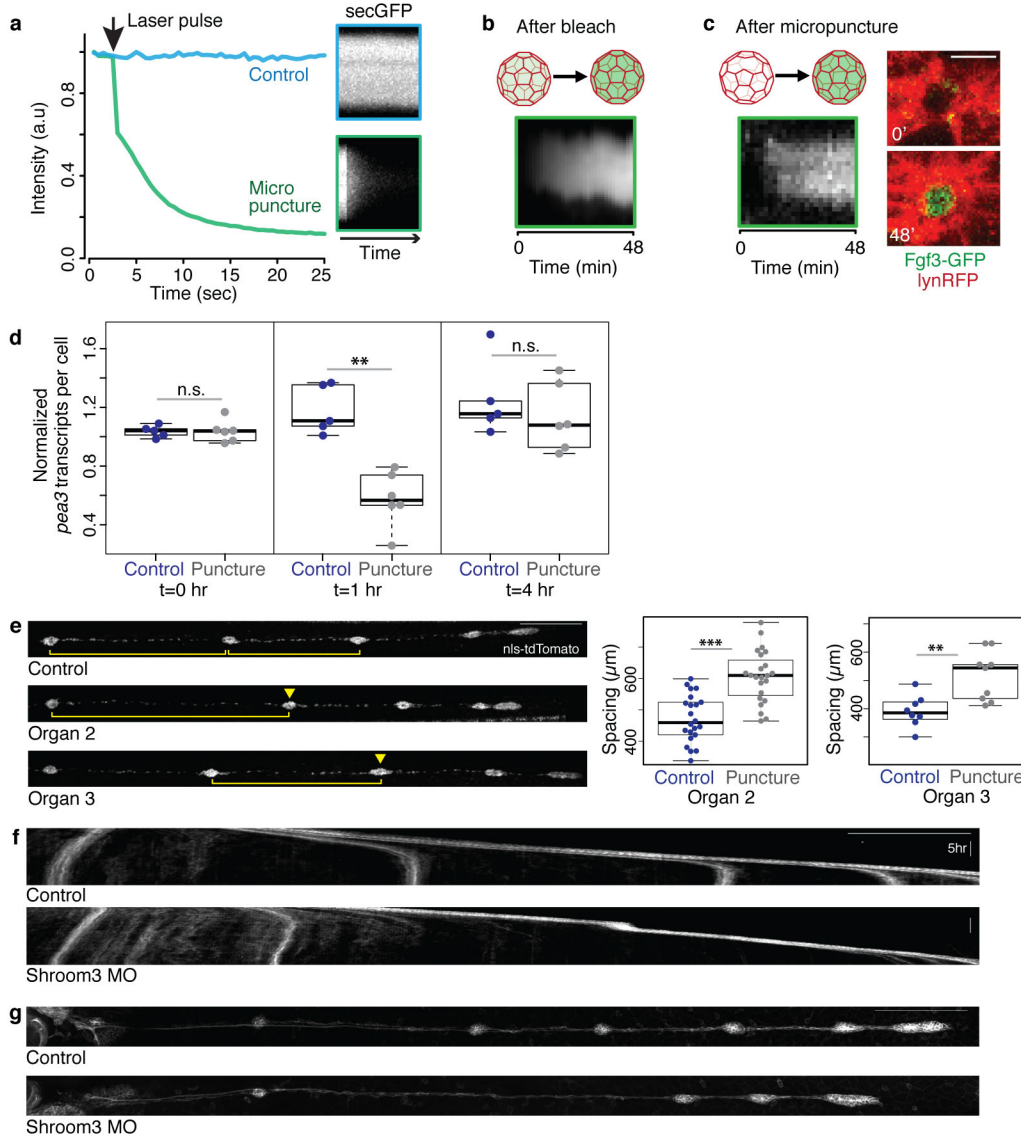 a
Laser pulse
secGFP
Control
Micro
puncture
Intensity (a.u)
0.8
0.4
0.0
0 5 10 15 20 25
Time (sec)
Time
b
After bleach
0 48
Time (min)
c
After micropuncture
0 48
Time (min)
0'
48'
Fgf3-GFP
lynRFP
d
Normalized
pea3 transcripts per cell
1.6
1.2
0.8
0.4
n.s.
**
n.s.
Control Puncture
t=0 hr
Control Puncture
t=1 hr
Control Puncture
t=4 hr
e
nls-tdTomato
Control
Organ 2
Organ 3
Spacing (µm)
600
400
***
Control Puncture
Organ 2
Spacing (µm)
600
400
**
Control Puncture
Organ 3
f
5hr
Control
Shroom3 MO
g
Control
Shroom3 MO